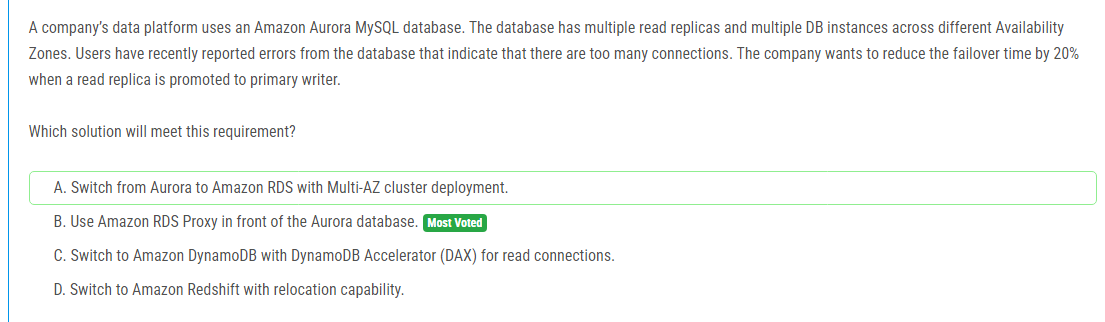 A company's data platform uses an Amazon Aurora MySQL database. The database has multiple read replicas and multiple DB instances across different Availability
Zones. Users have recently reported errors from the database that indicate that there are too many connections. The company wants to reduce the failover time by 20%
when a read replica is promoted to primary writer.
Which solution will meet this requirement?
A. Switch from Aurora to Amazon RDS with Multi-AZ cluster deployment.
B. Use Amazon RDS Proxy in front of the Aurora database. Most Voted
C. Switch to Amazon DynamoDB with DynamoDB Accelerator (DAX) for read connections.
D. Switch to Amazon Redshift with relocation capability.